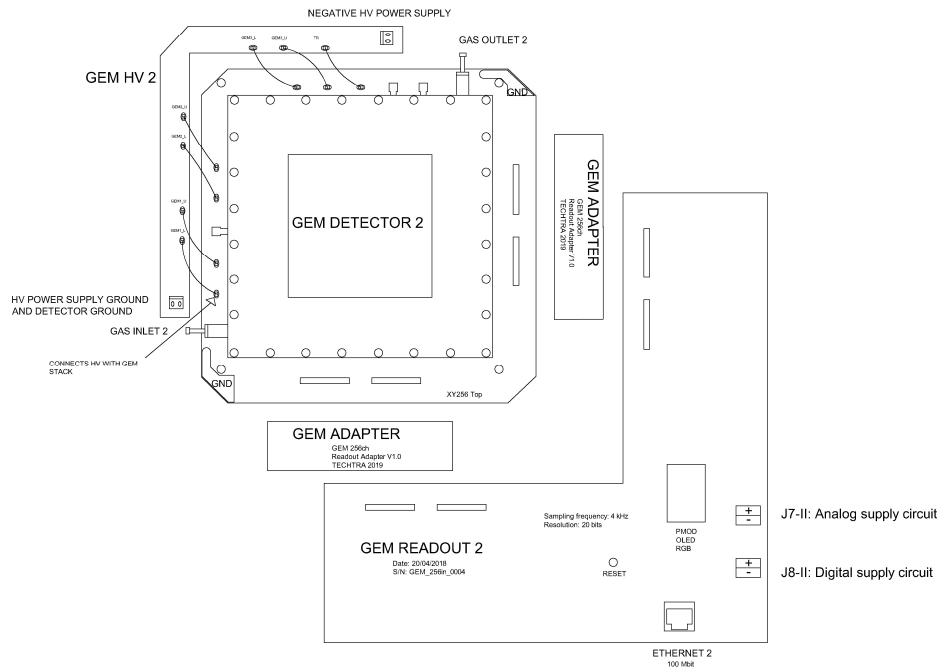 NEGATIVE HV POWER SUPPLY
GEM3_L
GEM3_U
TR
GAS OUTLET 2
GEM HV 2
GND
GEM2_U
GEM2_L
GEM ADAPTER
GEM 256ch
Readout Adapter V1.0
TECHTRA 2019
GEM1_U
GEM DETECTOR 2
GEM1_L
HV POWER SUPPLY GROUND
AND DETECTOR GROUND
GAS INLET 2
CONNECTS HV WITH GEM
STACK
GND
XY256 Top
GEM ADAPTER
GEM 256ch
Readout Adapter V1.0
TECHTRA 2019
Sampling frequency: 4 kHz
Resolution: 20 bits
+
-
J7-II: Analog supply circuit
PMOD
OLED
RGB
GEM READOUT 2
Date: 20/04/2018
S/N: GEM_256in_0004
RESET
+
-
J8-II: Digital supply circuit
ETHERNET 2
100 Mbit